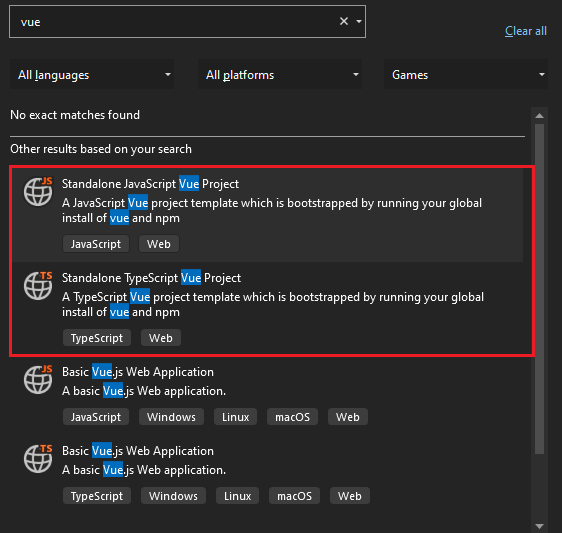 vue
Clear all
All languages
All platforms
Games
No exact matches found
Other results based on your search
JS
Standalone JavaScript Vue Project
A JavaScript Vue project template which is bootstrapped by running your global
install of vue and npm
JavaScript
Web
TS
Standalone TypeScript Vue Project
A TypeScript Vue project template which is bootstrapped by running your global
install of vue and npm
TypeScript
Web
JS
Basic Vue.js Web Application
A basic Vue.js Web application.
JavaScript
Windows
Linux
macOS
Web
TS
Basic Vue.js Web Application
A basic Vue.js Web application.
TypeScript
Windows
Linux
macOS
Web